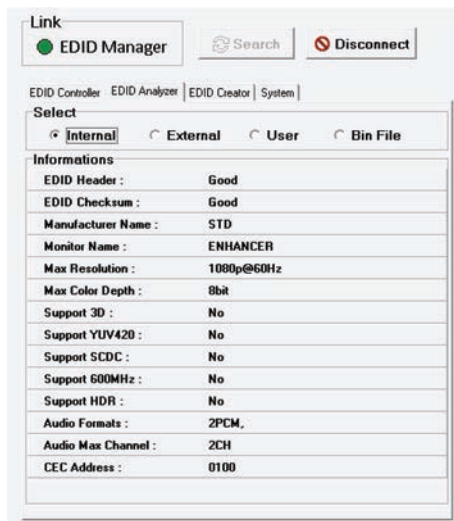 Link
EDID Manager
Search
Disconnect
EDID Controller EDID Analyzer EDID Creator System
Select
Internal External User Bin File
Informations
EDID Header : Good
EDID Checksum : Good
Manufacturer Name : STD
Monitor Name : ENHANCER
Max Resolution : 1080p@60Hz
Max Color Depth : 8bit
Support 3D : No
Support YUV420 : No
Support SCDC : No
Support 600MHz : No
Support HDR : No
Audio Formats : 2PCM,
Audio Max Channel : 2CH
CEC Address : 0100